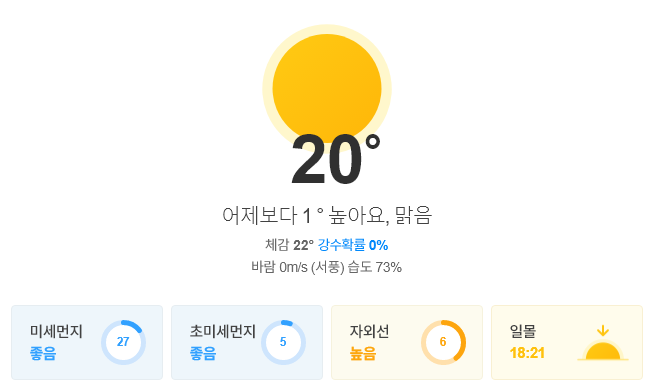 20°
어제보다 1° 높아요, 맑음
체감 22° 강수확률 0%
바람 0m/s (서풍) 습도 73%
미세먼지
좋음
27
초미세먼지
좋음
5
자외선
높음
6
일몰
18:21